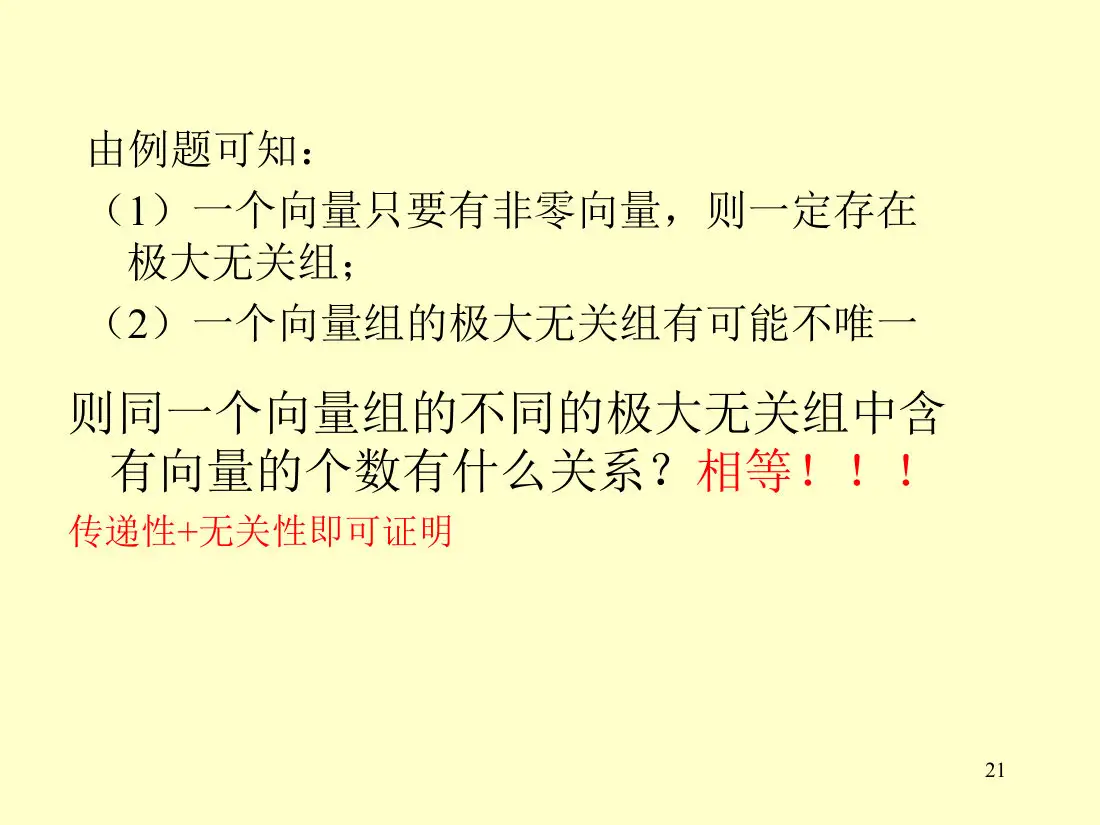 由例题可知：
（1）一个向量只要有非零向量，则一定存在
极大无关组；
（2）一个向量组的极大无关组有可能不唯一
则同一个向量组的不同的极大无关组中含
有向量的个数有什么关系？相等！！！
传递性+无关性即可证明
21